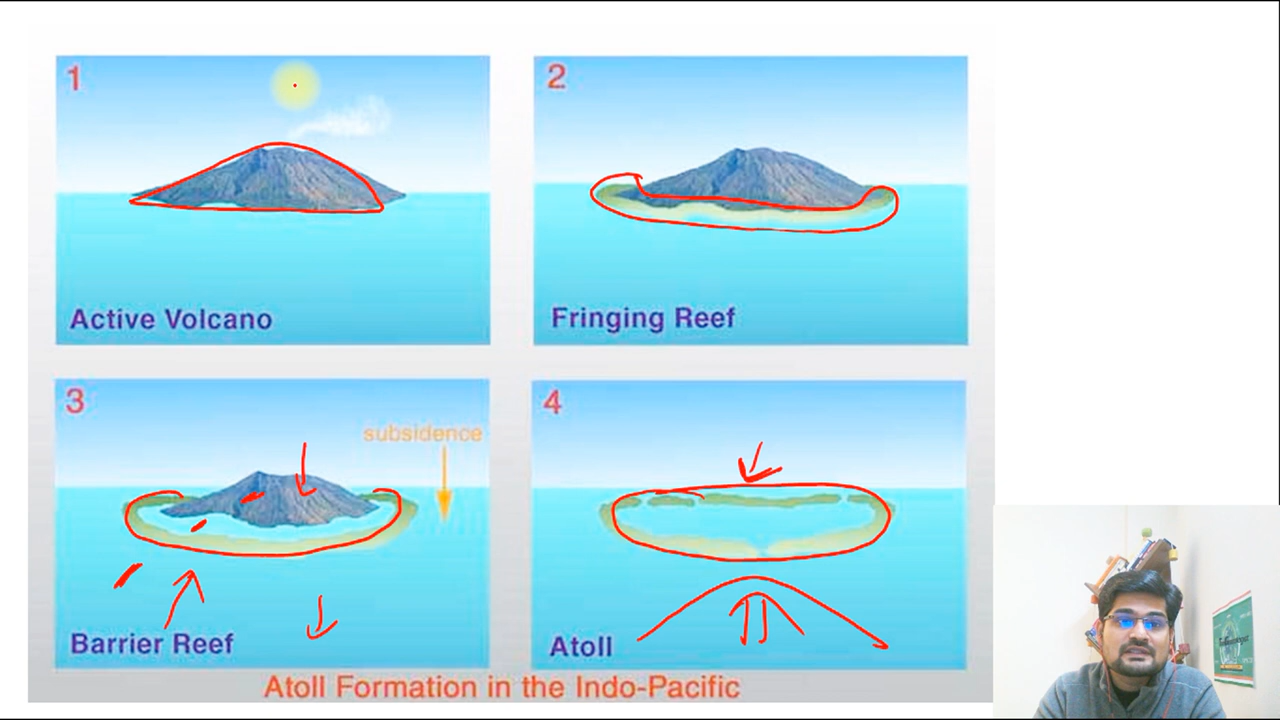 1
Active Volcano
2
Fringing Reef
3
subsidence
Barrier Reef
4
Atoll
Atoll Formation in the Indo-Pacific